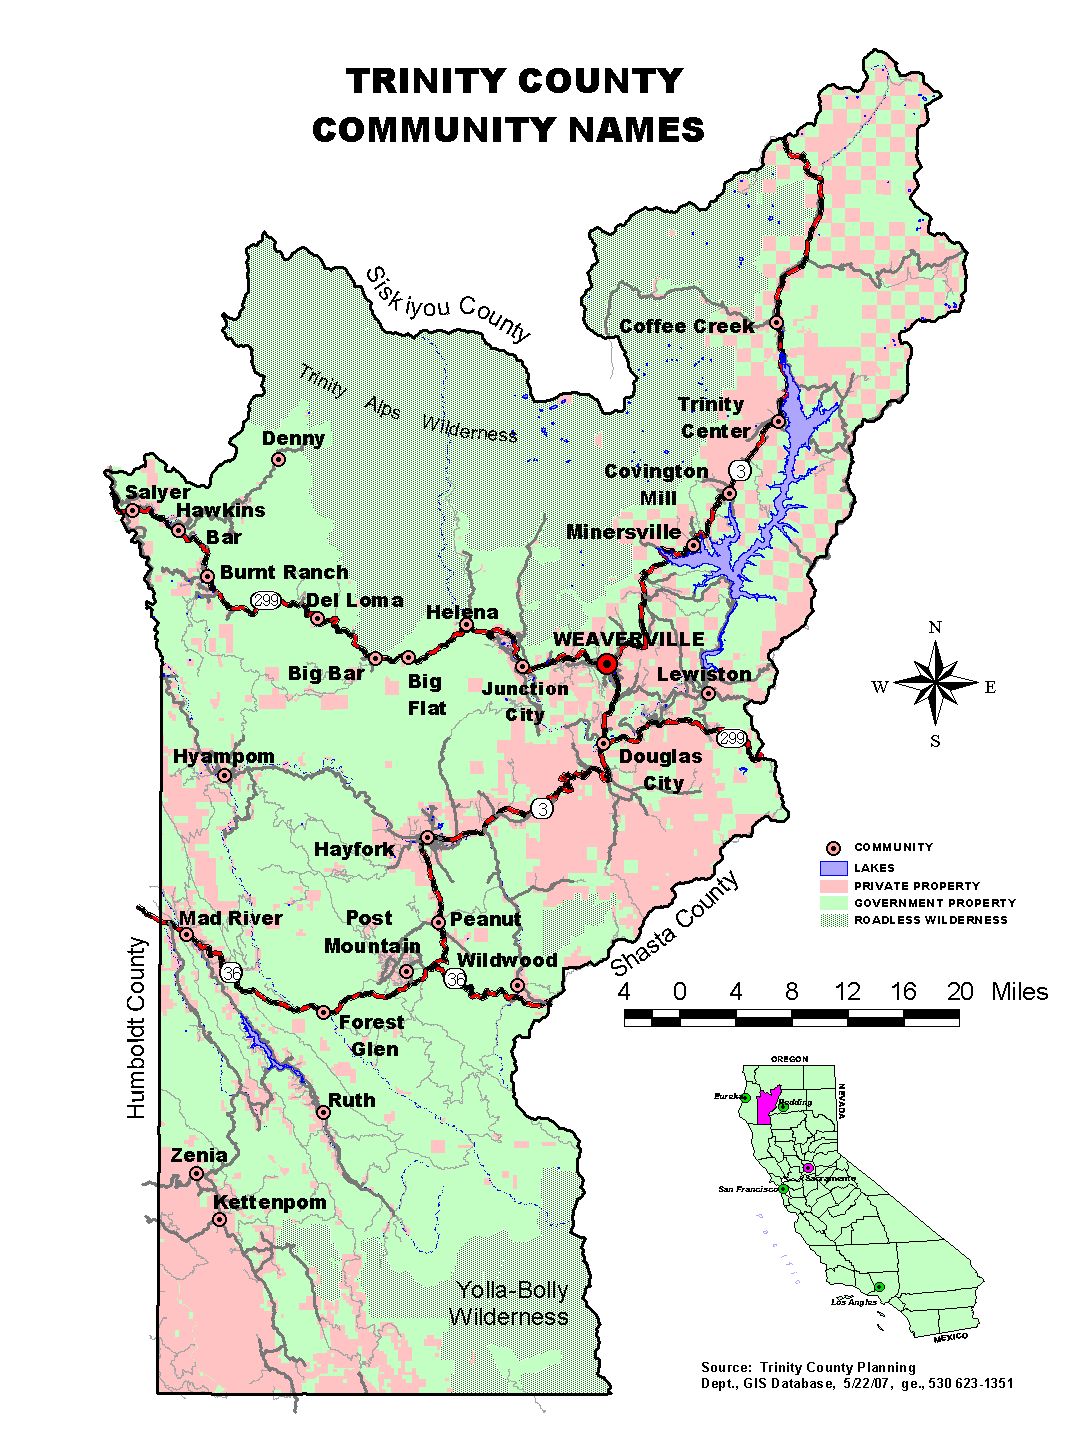 TRINITY COUNTY
COMMUNITY NAMES
Siskiyou County
Coffee Creek
Trinity Alps Wilderness
Trinity
Center
Denny
Covington
Mill
3
Salyer
Hawkins
Bar
Minersville
Burnt Ranch
299
Del Loma
Helena
WEAVERVILLE
Big Bar
Big
Flat
Junction
City
Lewiston
N
W
E
S
299
Hyampom
Douglas
City
3
Hayfork
COMMUNITY
LAKES
PRIVATE PROPERTY
GOVERNMENT PROPERTY
ROADLESS WILDERNESS
Mad River
Post
Mountain
Peanut
Wildwood
Shasta County
36
36
Humboldt County
4 0 4 8 12 16 20 Miles
Forest
Glen
Ruth
OREGON
NEVADA
Eureka
Redding
Zenia
Sacramento
San Francisco
Kettenpom
Pacific
Yolla-Bolly
Wilderness
Los Angles
MEXICO
Source: Trinity County Planning
Dept., GIS Database, 5/22/07, ge., 530 623-1351